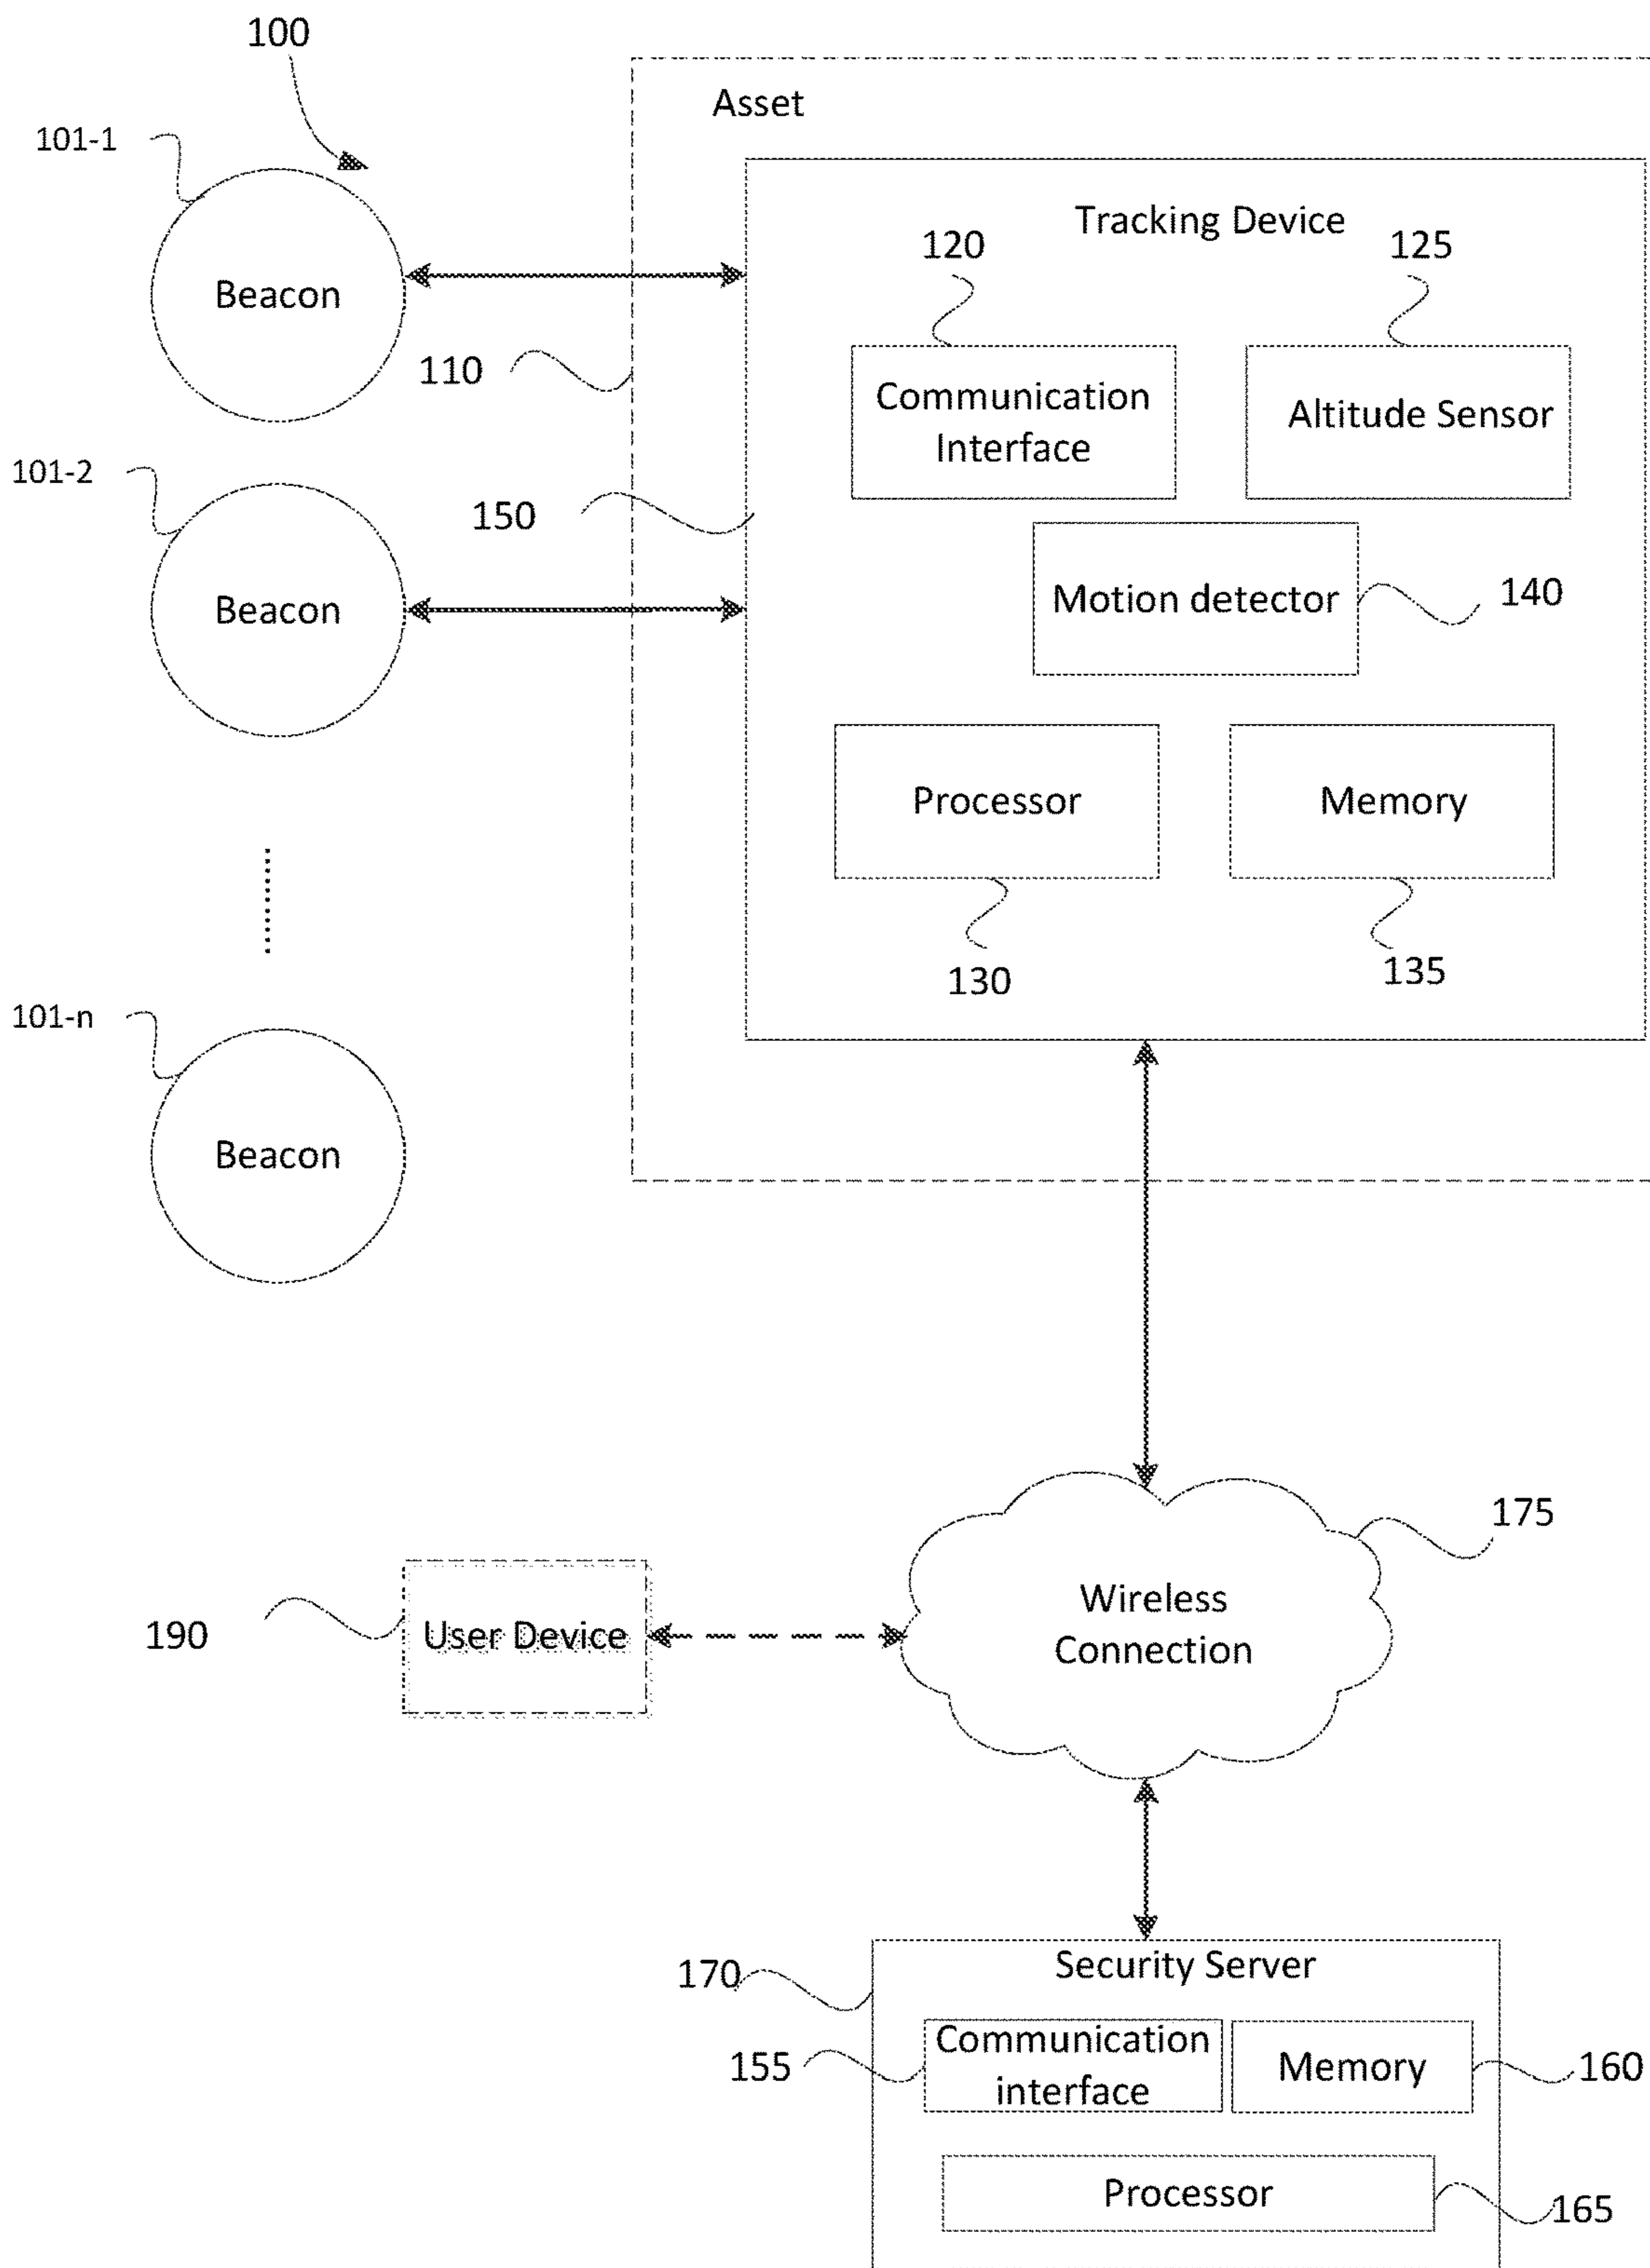 100
Asset
101-1
Tracking Device
120
125
Beacon
110
Communication
Interface
Altitude Sensor
101-2
150
Beacon
Motion detector
140
Processor
Memory
130
135
101-n
Beacon
175
Wireless
Connection
190
User Device
Security Server
170
Communication
interface
155
Memory
160
Processor
165